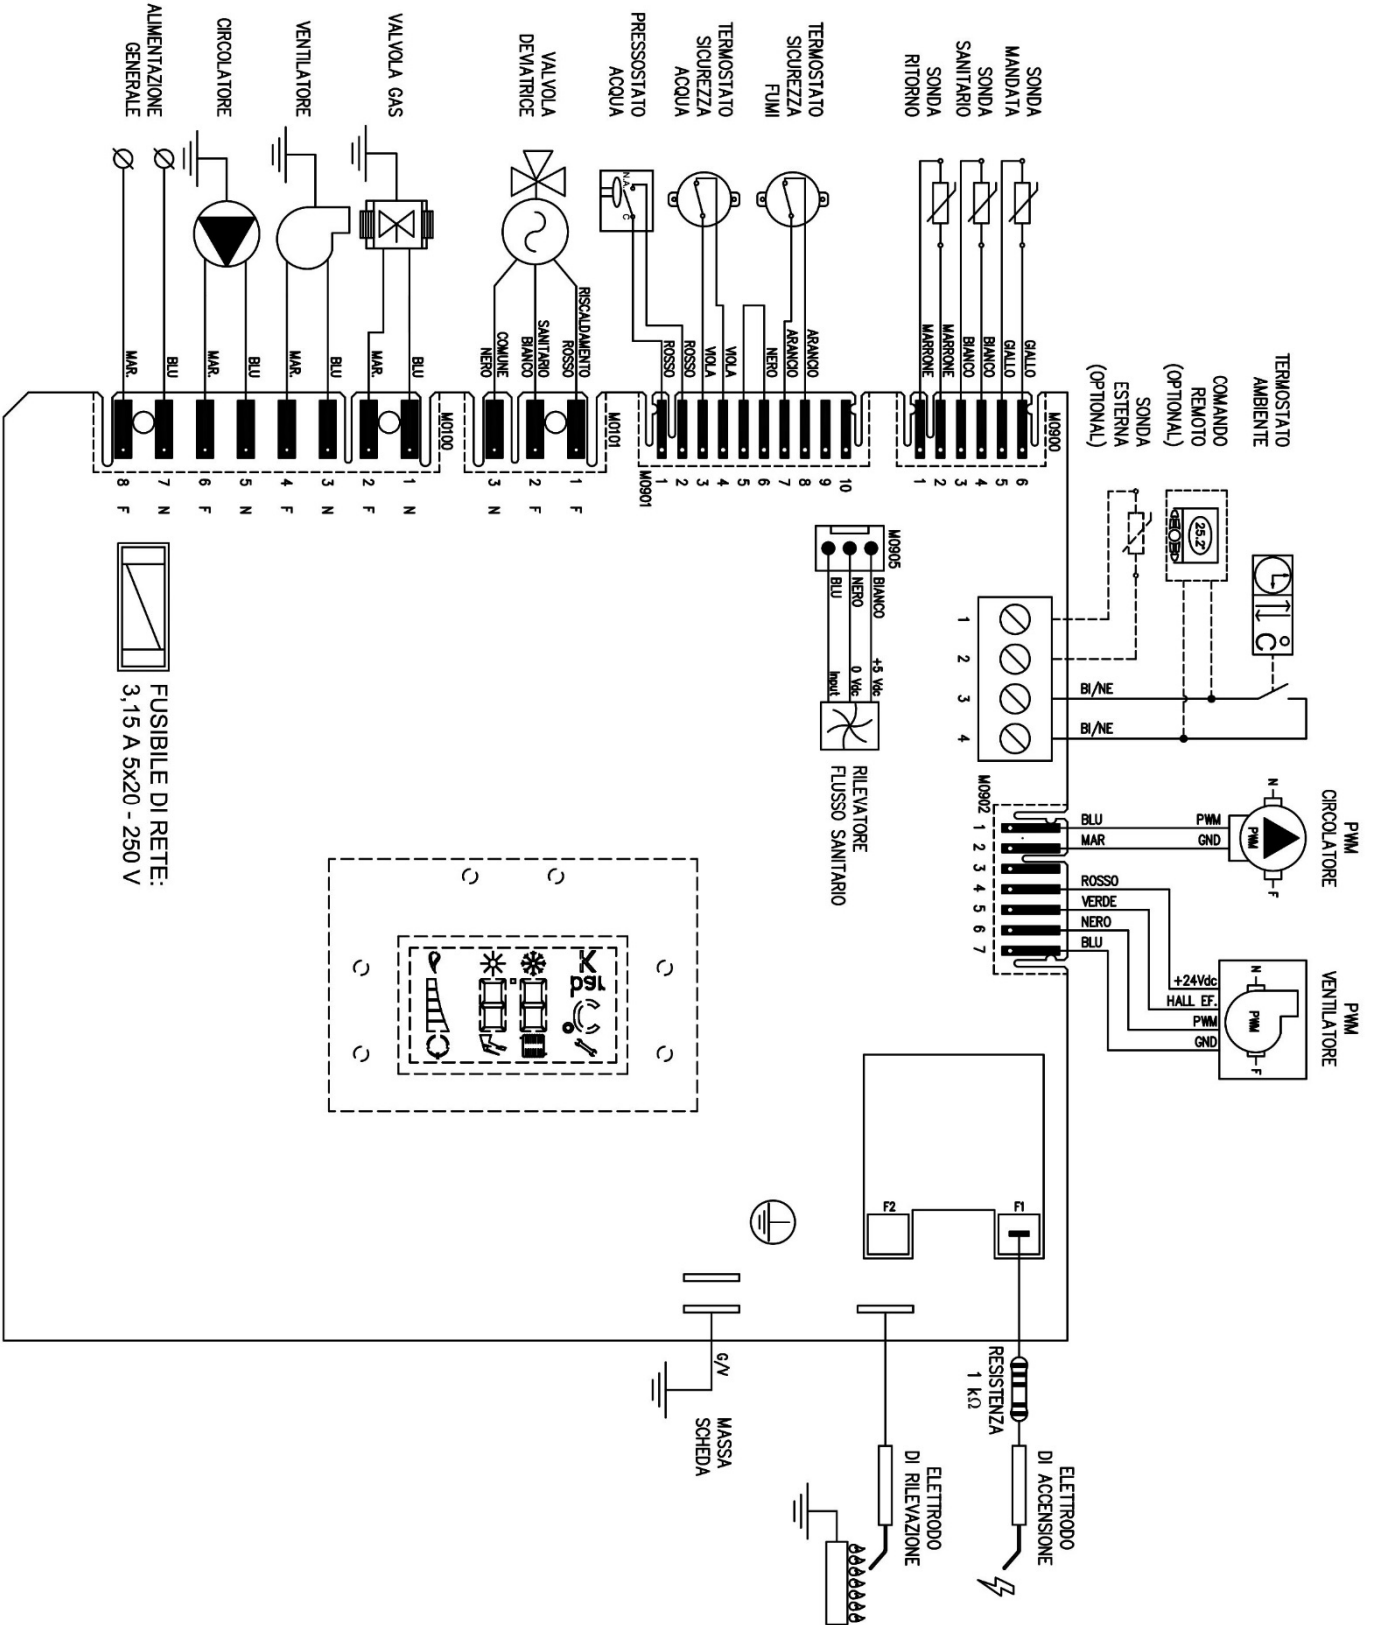 ALIMENTAZIONE
GENERALE
CIRCOLATORE
VENTILATORE
VALVOLA GAS
VALVOLA
DEVIATRICE
PRESSOSTATO
ACQUA
TERMOSTATO
SICUREZZA
ACQUA
TERMOSTATO
SICUREZZA
FUMI
SONDA
MANDATA
SONDA
SANITARIO
SONDA
RITORNO
N.A.
C
MAR.
BLU
MAR.
BLU
MAR.
BLU
MAR.
BLU
COMUNE
NERO
SANITARIO
BIANCO
RISCALDAMENTO
ROSSO
ROSSO
ROSSO
VIOLA
VIOLA
NERO
ARANCIO
ARANCIO
MARRONE
MARRONE
BIANCO
BIANCO
GIALLO
GIALLO
M0100
M0101
M0901
M0900
8 F
7 N
6 F
5 N
4 F
3 N
2 F
1 N
3 N
2 F
1 F
1
2
3
4
5
6
7
8
9
10
1
2
3
4
5
6
TERMOSTATO
AMBIENTE
COMANDO
REMOTO
(OPTIONAL)
SONDA
ESTERNA
(OPTIONAL)
25.2°
°C
1
2
3
4
BI/NE
BI/NE
M0905
BIANCO
NERO
BLU
+5 Vdc
0 Vdc
Input
RILEVATORE
FLUSSO SANITARIO
FUSIBILE DI RETE:
3,15 A 5x20 - 250 V
M0902
1
2
3
4
5
6
7
BLU
MAR
ROSSO
VERDE
NERO
BLU
PWM
GND
+24Vdc
HALL EF.
PWM
GND
PWM
CIRCOLATORE
N
PWM
F
PWM
VENTILATORE
N
PWM
F
K
bar
°C
F2
F1
G/V
MASSA
SCHEDA
RESISTENZA
1 kΩ
ELETTRODO
DI ACCENSIONE
ELETTRODO
DI RILEVAZIONE